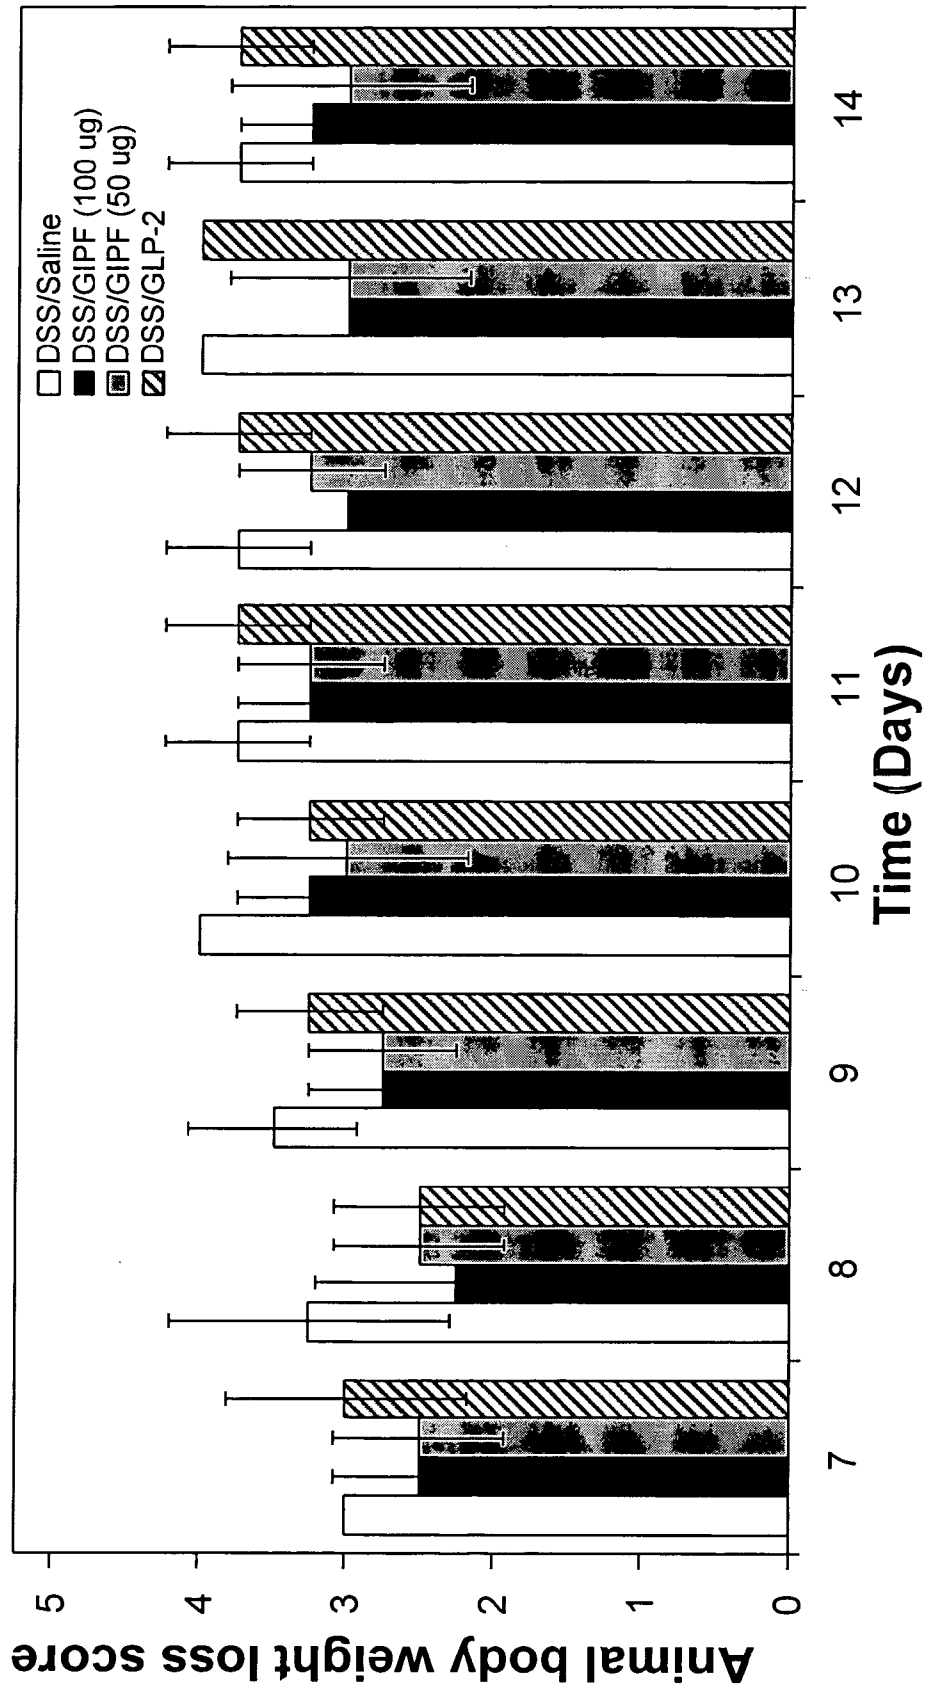 DSS/Saline
DSS/GIPF (100 ug)
DSS/GIPF (50 ug)
DSS/GLP-2
Animal body weight loss score
5
4
3
2
1
0
7
8
9
10
11
12
13
14
Time (Days)